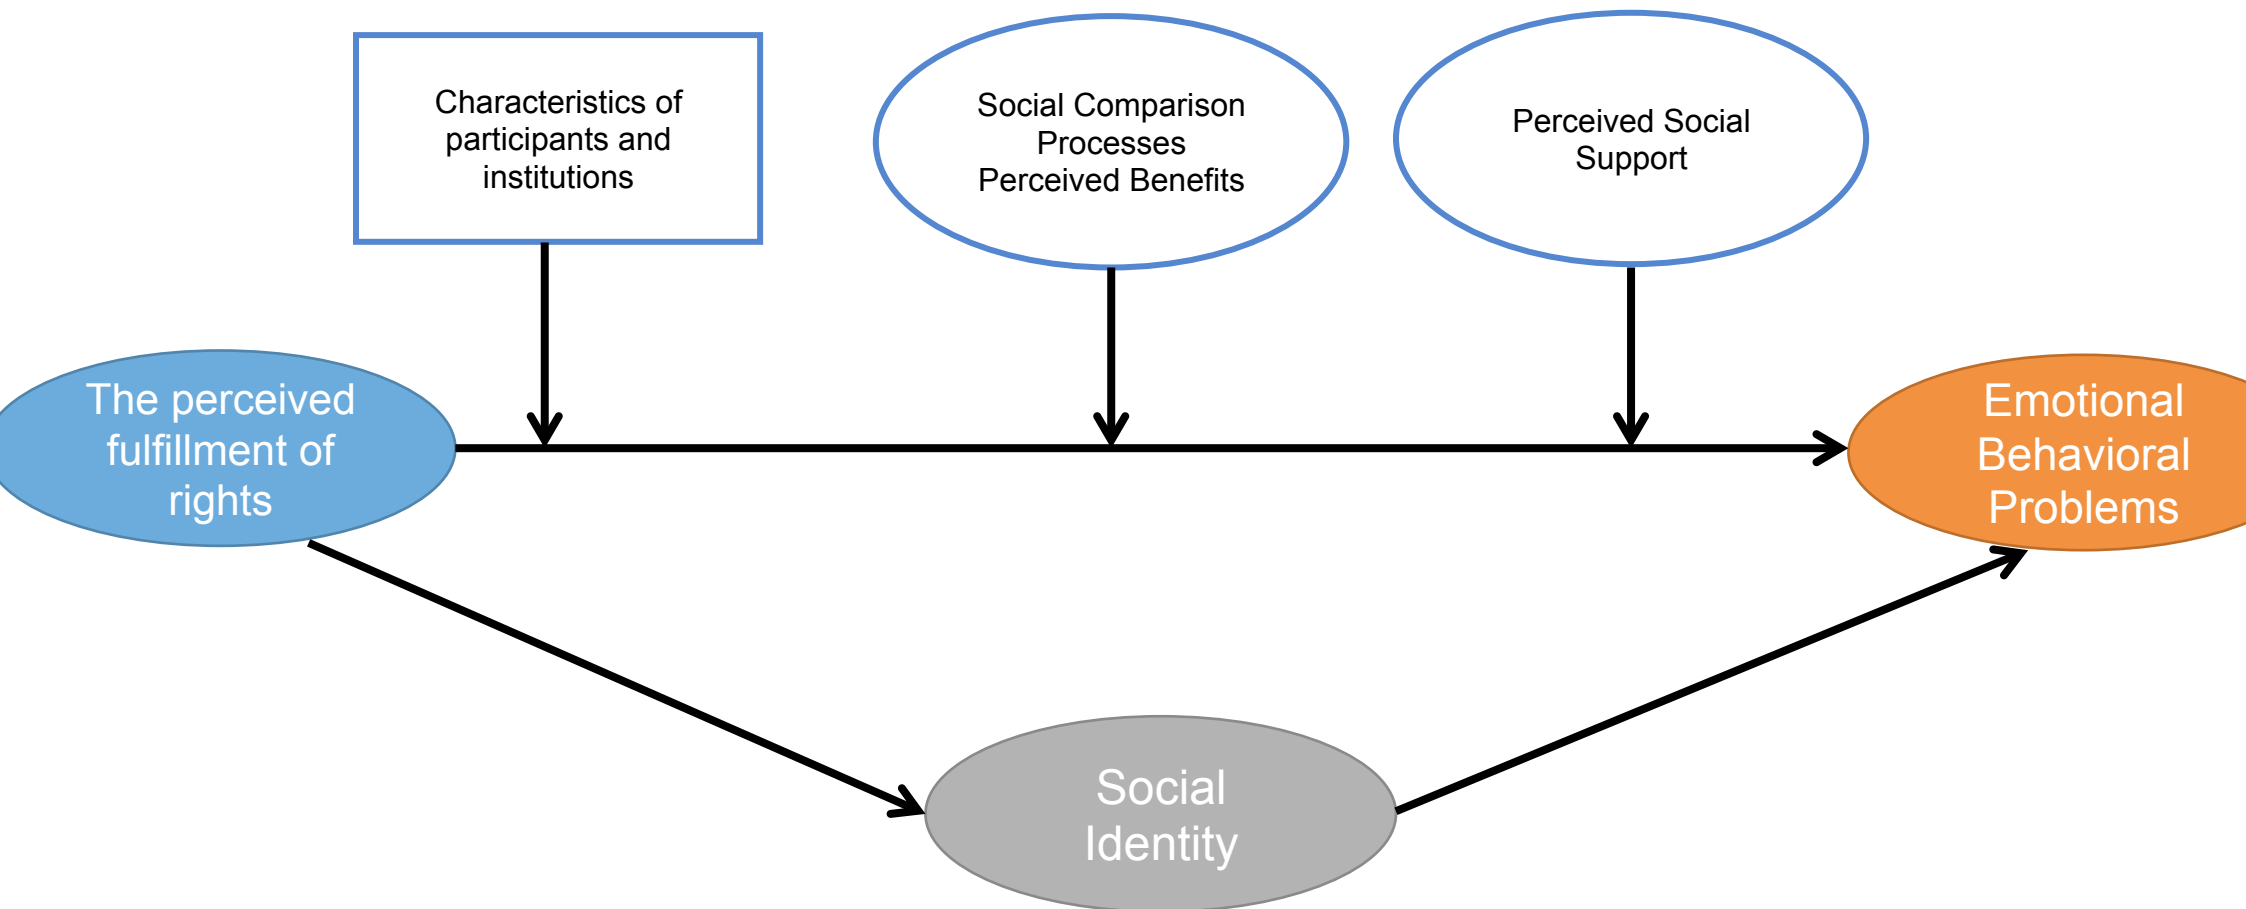 Characteristics of
participants and
institutions
Social Comparison
Processes
Perceived Benefits
Perceived Social
Support
The perceived
fulfillment of
rights
Emotional
Behavioral
Problems
Social
Identity